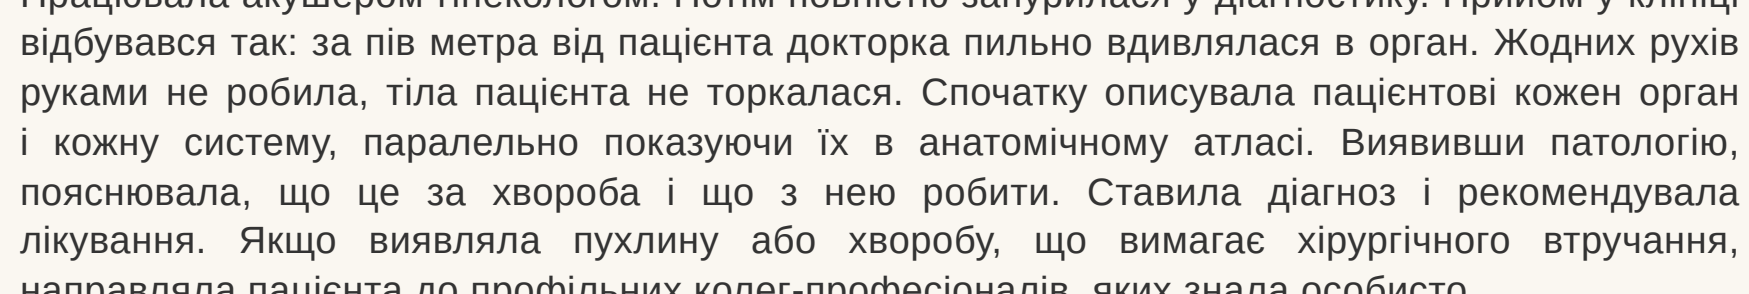 Працювала акушером гінекологом. Потім повністю занурилася у діагностику. Прийом у клініці
відбувався так: за пів метра від пацієнта докторка пильно вдивлялася в орган. Жодних рухів
руками не робила, тіла пацієнта не торкалася. Спочатку описувала пацієнтові кожен орган
і кожну систему, паралельно показуючи їх в анатомічному атласі. Виявивши патологію,
пояснювала, що це за хвороба і що з нею робити. Ставила діагноз і рекомендувала
лікування. Якщо виявляла пухлину або хворобу, що вимагає хірургічного втручання,
направляла пацієнта до профільних колег-професіоналів, яких знала особисто.